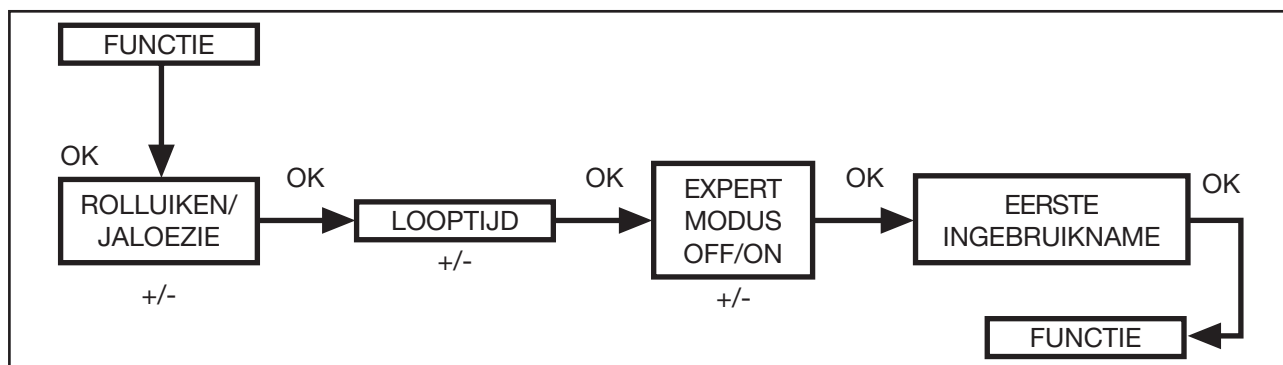 FUNCTIE
OK
ROLLUIKEN/
JALOEZIE
+/-
OK
LOOPTIJD
+/-
OK
EXPERT
MODUS
OFF/ON
+/-
OK
EERSTE
INGEBRUIKNAME
OK
FUNCTIE